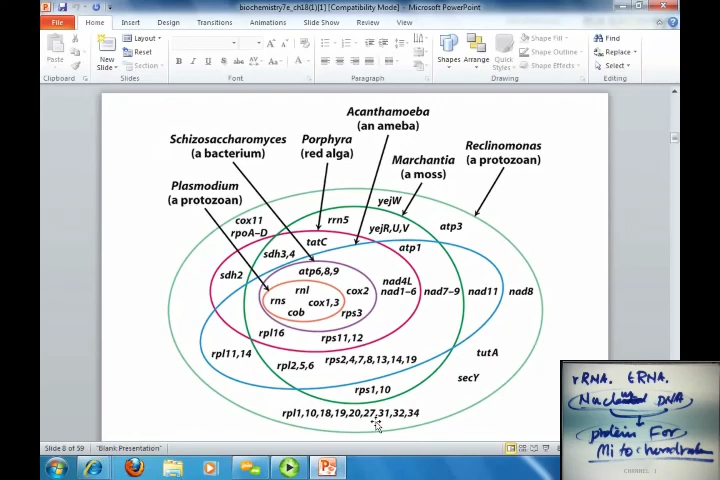 biochemistry7e_ch18(1)[1] [Compatibility Mode] - Microsoft PowerPoint
File Home Insert Design Transitions Animations Slide Show Review View
Paste
New Slide
Layout
Reset
Section
Shapes
Arrange
Quick Styles
Shape Fill
Shape Outline
Shape Effects
Find
Replace
Select
Clipboard Slides Font Paragraph Drawing Editing
Acanthamoeba
(an ameba)
Schizosaccharomyces
(a bacterium)
Porphyra
(red alga)
Reclinomonas
(a protozoan)
Marchantia
(a moss)
Plasmodium
(a protozoan)
yejW
cox11
rpoA–D
rrn5
yejR,U,V
atp3
tatC
atp1
sdh3,4
sdh2
atp6,8,9
nad4L
nad1–6
nad7–9
nad11
nad8
rnl
rns
cox1,3
cob
cox2
rps3
rpl16
rps11,12
rpl11,14
rpl2,5,6
rps2,4,7,8,13,14,19
tutA
secY
rps1,10
rpl1,10,18,19,20,27,31,32,34
rRNA. tRNA.
Nuclear DNA
protein For
Mitochondria
CHANNEL 1
Slide 8 of 59
"Blank Presentation"